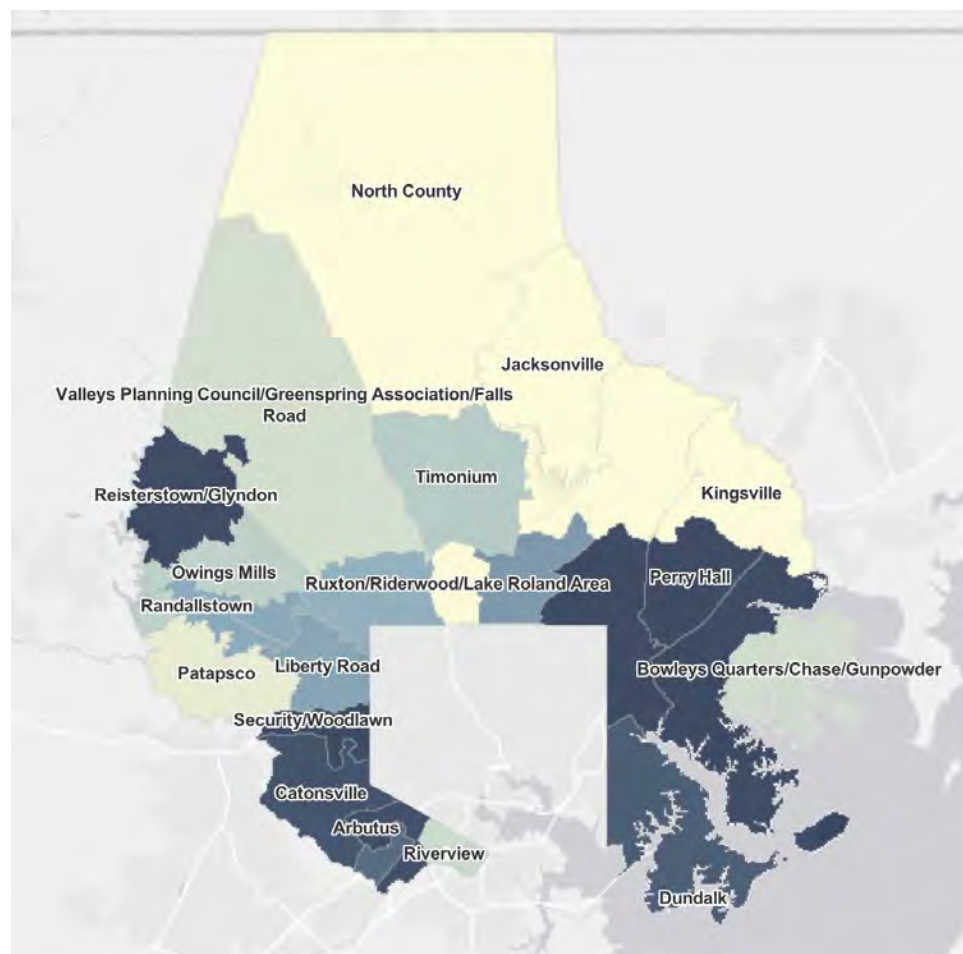 North County
Jacksonville
Valleys Planning Council/Greenspring Association/Falls
Road
Timonium
Reisterstown/Glyndon
Kingsville
Owings Mills
Ruxton/Riderwood/Lake Roland Area
Perry Hall
Randallstown
Liberty Road
Patapsco
Bowleys Quarters/Chase/Gunpowder
Security/Woodlawn
Catonsville
Arbutus
Riverview
Dundalk